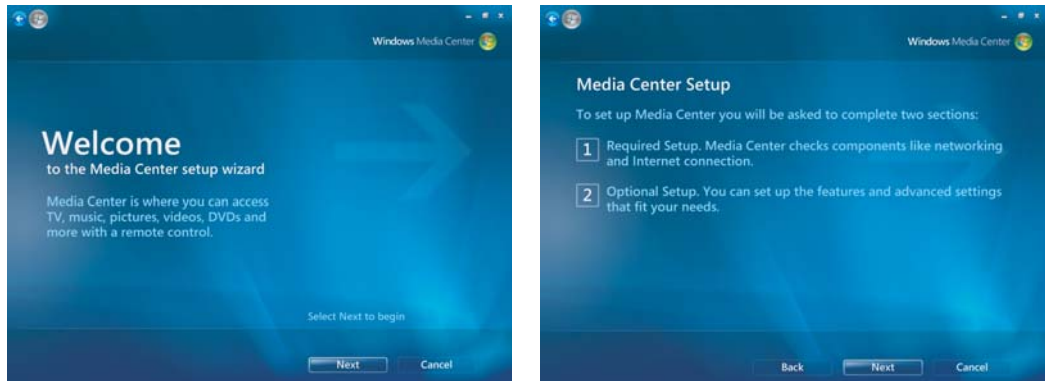 Windows Media Center
Welcome
to the Media Center setup wizard
Media Center is where you can access
TV, music, pictures, videos, DVDs and
more with a remote control.
Select Next to begin
Next Cancel
Windows Media Center
Media Center Setup
To set up Media Center you will be asked to complete two sections:
1 Required Setup. Media Center checks components like networking
and Internet connection.
2 Optional Setup. You can set up the features and advanced settings
that fit your needs.
Back Next Cancel